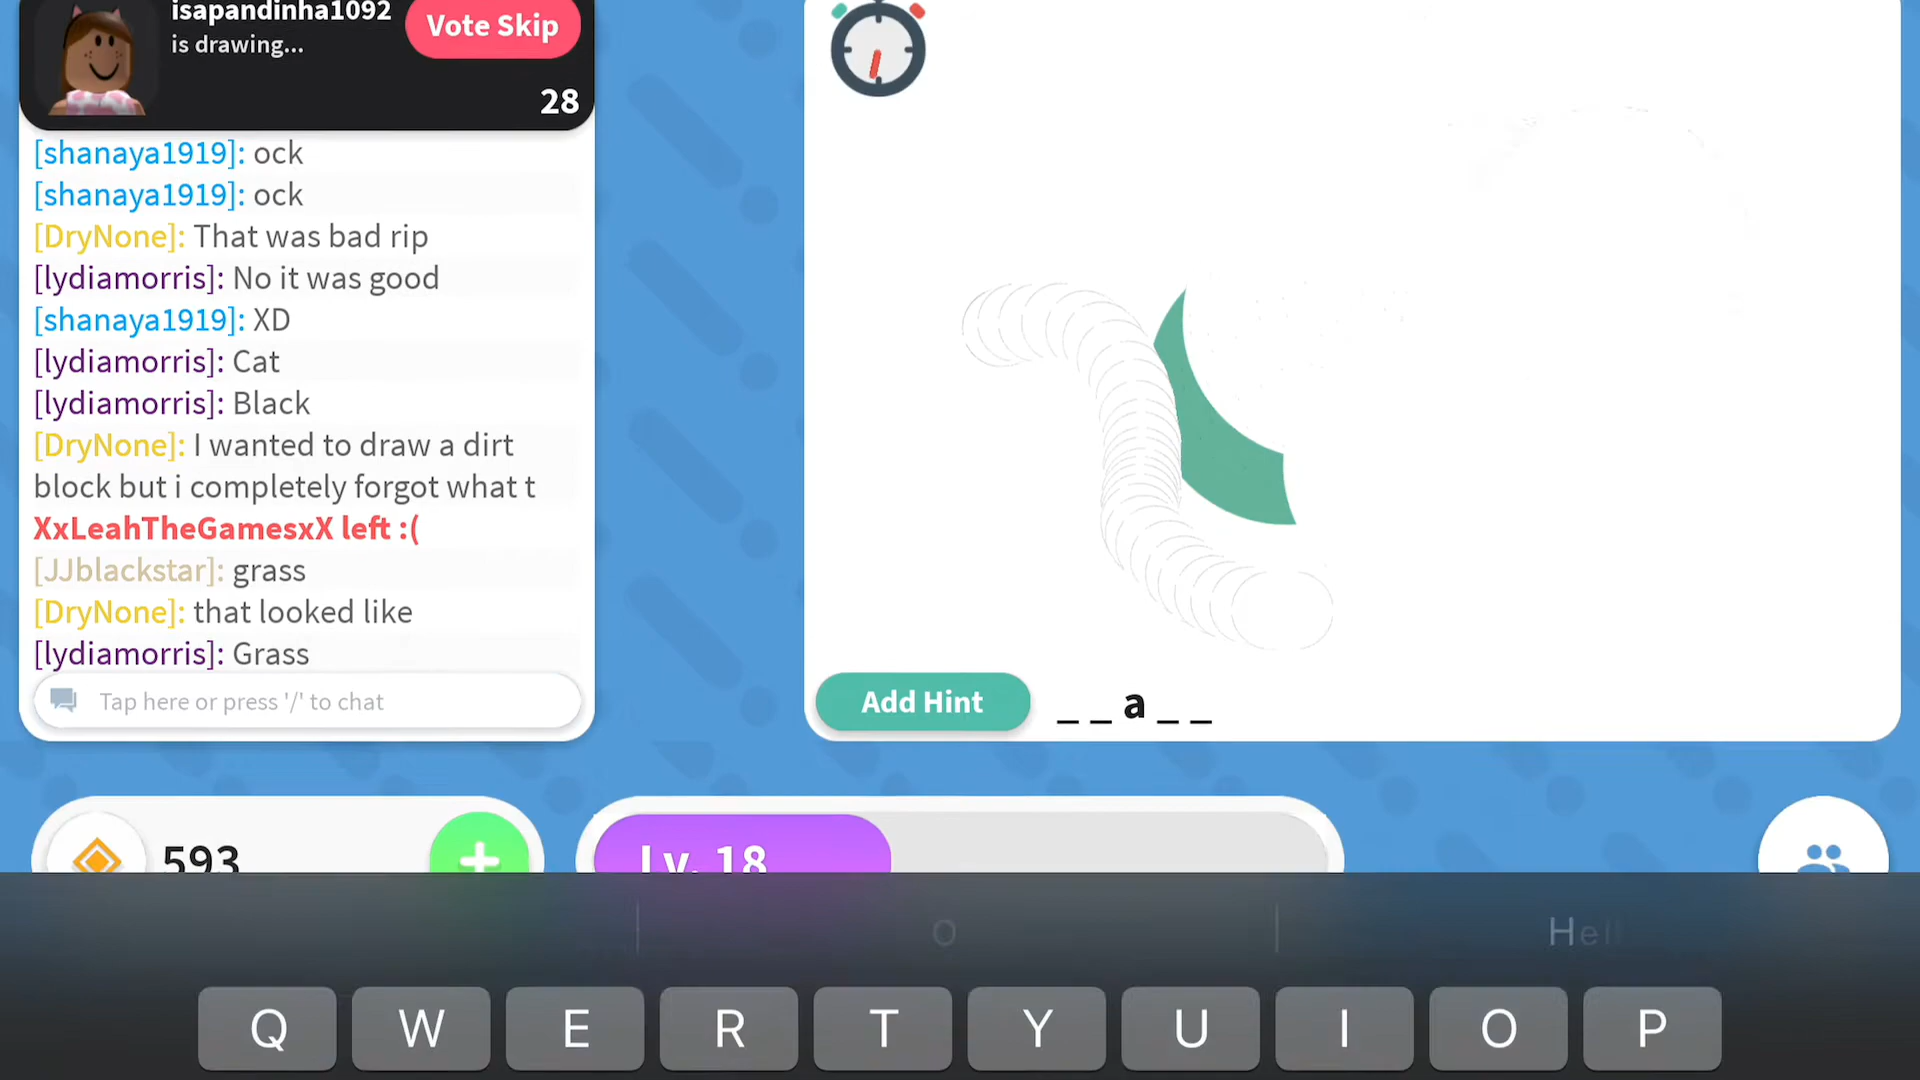 isapandinha1092
is drawing...
Vote Skip
28
[shanaya1919]: ock
[shanaya1919]: ock
[DryNone]: That was bad rip
[lydiamorris]: No it was good
[shanaya1919]: XD
[lydiamorris]: Cat
[lydiamorris]: Black
[DryNone]: I wanted to draw a dirt
block but i completely forgot what t
XxLeahTheGamesxX left :(
[JJblackstar]: grass
[DryNone]: that looked like
[lydiamorris]: Grass
Tap here or press '/' to chat
Add Hint
_ _ a _ _
593
Lv. 18
O
Hell
Q W E R T Y U I O P